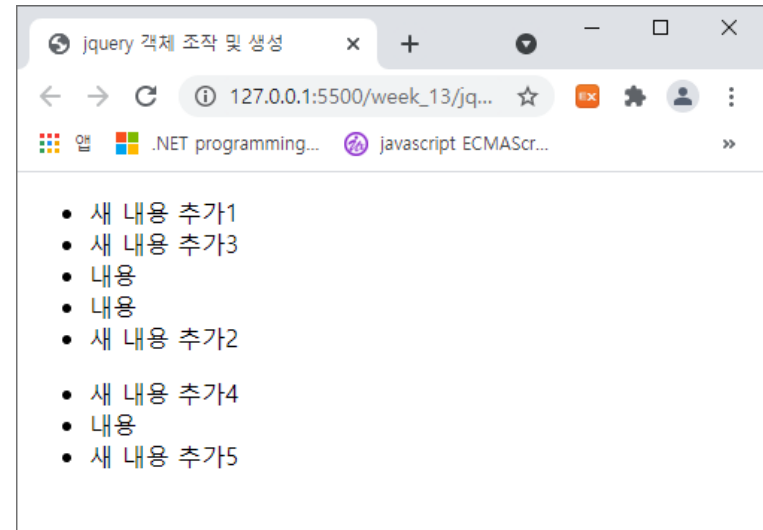 jquery 객체 조작 및 생성
127.0.0.1:5500/week_13/jq...
앱 .NET programming... javascript ECMAScr...
새 내용 추가1
새 내용 추가3
내용
내용
새 내용 추가2
새 내용 추가4
내용
새 내용 추가5